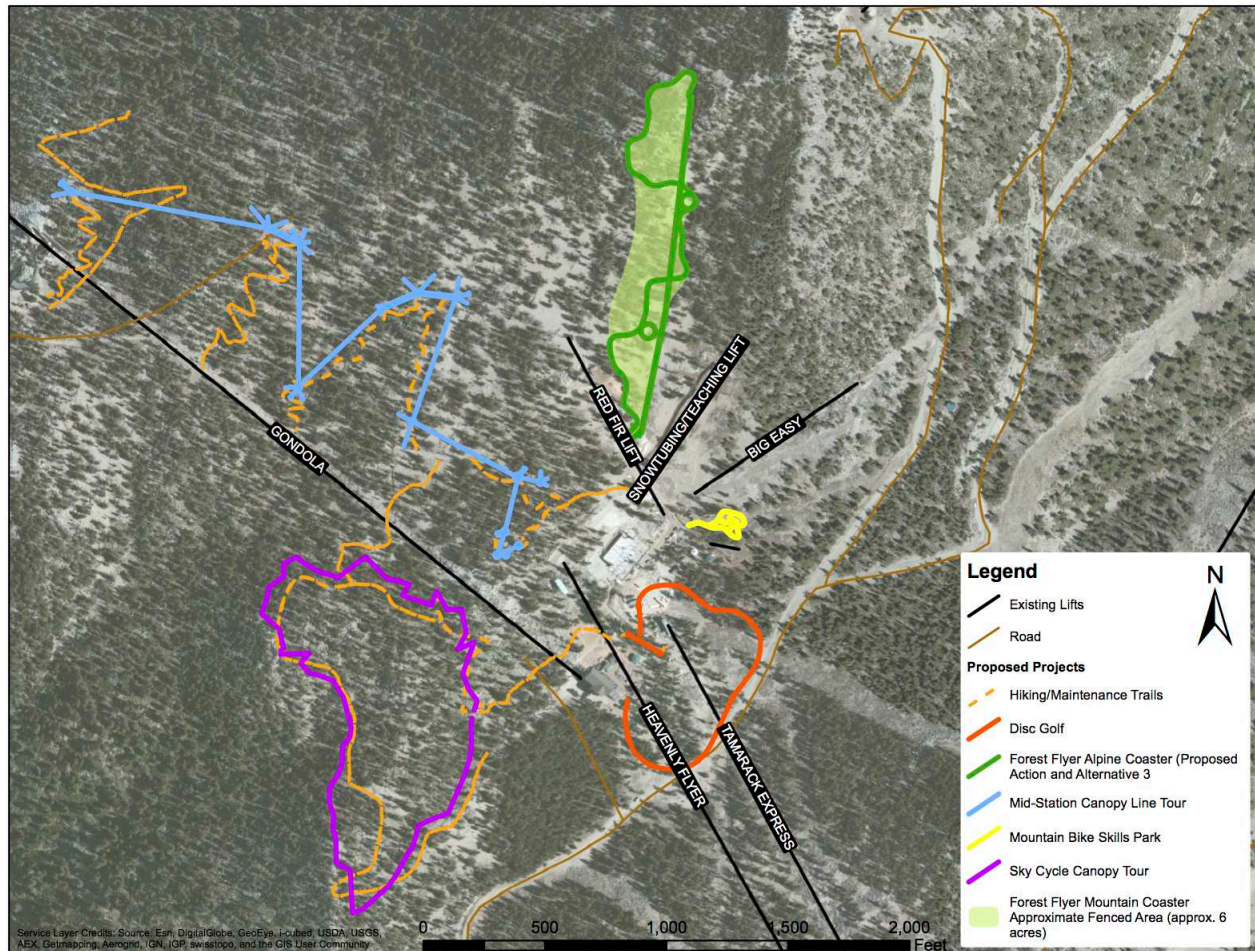 RED FIR LIFT
SNOWTUBING/TEACHING LIFT
BIG EASY
GONDOLA
HEAVENLY FLYER
TAMARACK EXPRESS
Legend
N
Existing Lifts
Road
Proposed Projects
Hiking/Maintenance Trails
Disc Golf
Forest Flyer Alpine Coaster (Proposed
Action and Alternative 3
Mid-Station Canopy Line Tour
Mountain Bike Skills Park
Sky Cycle Canopy Tour
Forest Flyer Mountain Coaster
Approximate Fenced Area (approx. 6
acres)
0 500 1,000 1,500 2,000
Feet
Service Layer Credits: Source: Esri, DigitalGlobe, GeoEye, i-cubed, USDA, USGS,
AEX, Getmapping, Aerogrid, IGN, IGP, swisstopo, and the GIS User Community